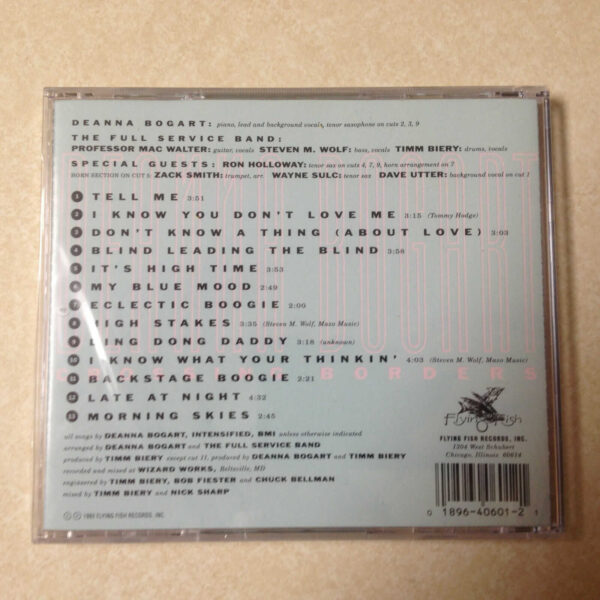 DEANNA BOGART: piano, lead and background vocals, tenor saxophone on cuts 2, 3, 9
THE FULL SERVICE BAND:
PROFESSOR MAC WALTER: guitar, vocals STEVEN M. WOLF: bass, vocals TIMM BIERY: drums, vocals
SPECIAL GUESTS: RON HOLLOWAY: tenor sax on cuts 4, 7, 9, horn arrangement on 7
HORN SECTION ON CUT 5: ZACK SMITH: trumpet, arr. WAYNE SULC: tenor sax DAVE UTTER: background vocal on cut 1
1 TELL ME 3:51
2 I KNOW YOU DON'T LOVE ME 3:15 (Tommy Hodge)
3 DON'T KNOW A THING (ABOUT LOVE) 3:03
4 BLIND LEADING THE BLIND 3:58
5 IT'S HIGH TIME 3:53
6 MY BLUE MOOD 2:49
7 ECLECTIC BOOGIE 2:00
8 HIGH STAKES 3:35 (Steven M. Wolf, Mazo Music)
9 DING DONG DADDY 3:18 (unknown)
10 I KNOW WHAT YOUR THINKIN' 4:03 (Steven M. Wolf, Mazo Music)
11 BACKSTAGE BOOGIE 2:21
12 LATE AT NIGHT 4:32
13 MORNING SKIES 2:45
DEANNA BOGART
CROSSING BORDERS
Flying Fish
FLYING FISH RECORDS, INC.
1304 West Schubert
Chicago, Illinois 60614
all songs by DEANNA BOGART, INTENSIFIED, BMI unless otherwise indicated
arranged by DEANNA BOGART and THE FULL SERVICE BAND
produced by TIMM BIERY except cut 11, produced by DEANNA BOGART and TIMM BIERY
recorded and mixed at WIZARD WORKS, Beltsville, MD
engineered by TIMM BIERY, BOB FIESTER and CHUCK BELLMAN
mixed by TIMM BIERY and NICK SHARP
FLYING FISH RECORDS, INC.
0 1896-40601-2